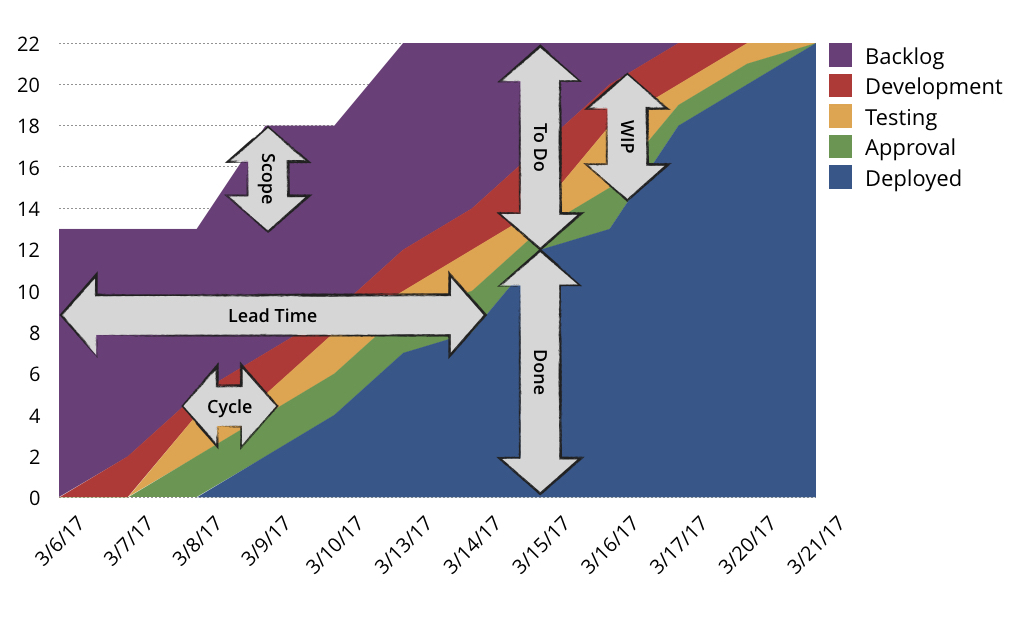 22
20
18
16
14
12
10
8
6
4
2
0
3/6/17
3/7/17
3/8/17
3/9/17
3/10/17
3/13/17
3/14/17
3/15/17
3/16/17
3/17/17
3/20/17
3/21/17
Scope
To Do
WIP
Lead Time
Cycle
Done
Backlog
Development
Testing
Approval
Deployed